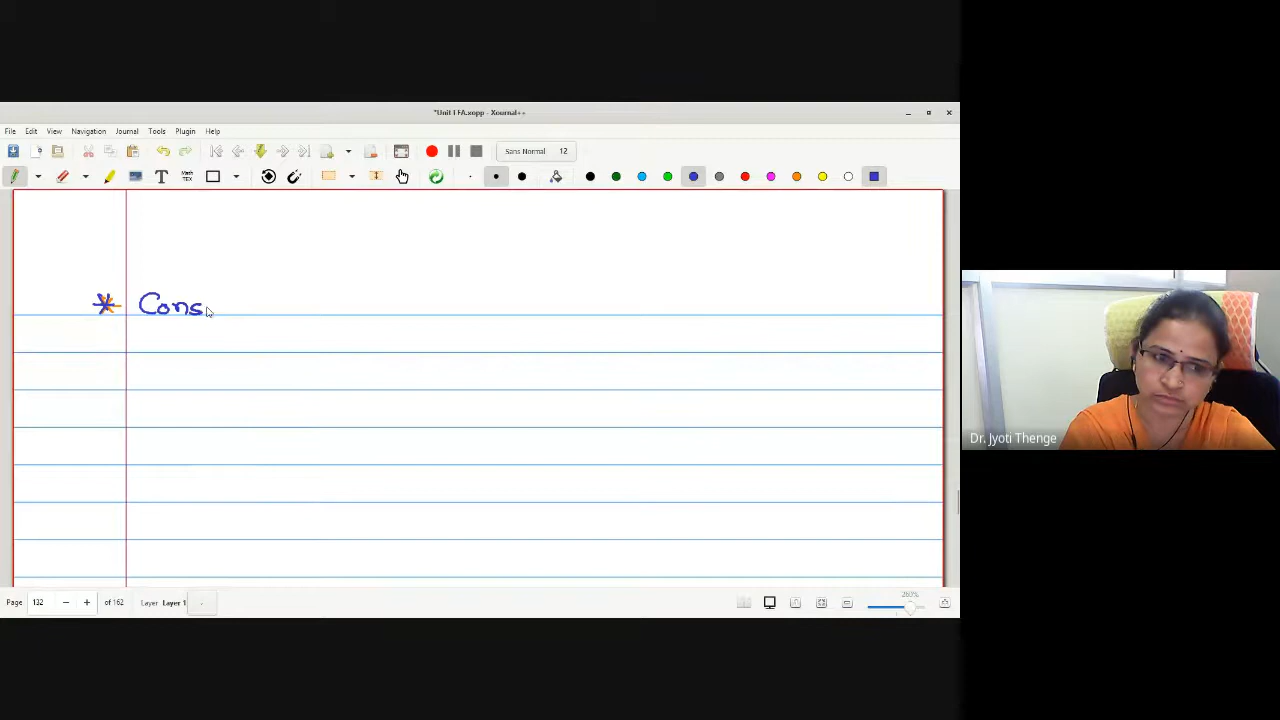 *Unit I FA.xopp - Xournal++
File Edit View Navigation Journal Tools Plugin Help
Sans Normal 12
* Cons
Dr. Jyoti Thenge
Page 132 of 162 Layer Layer 1